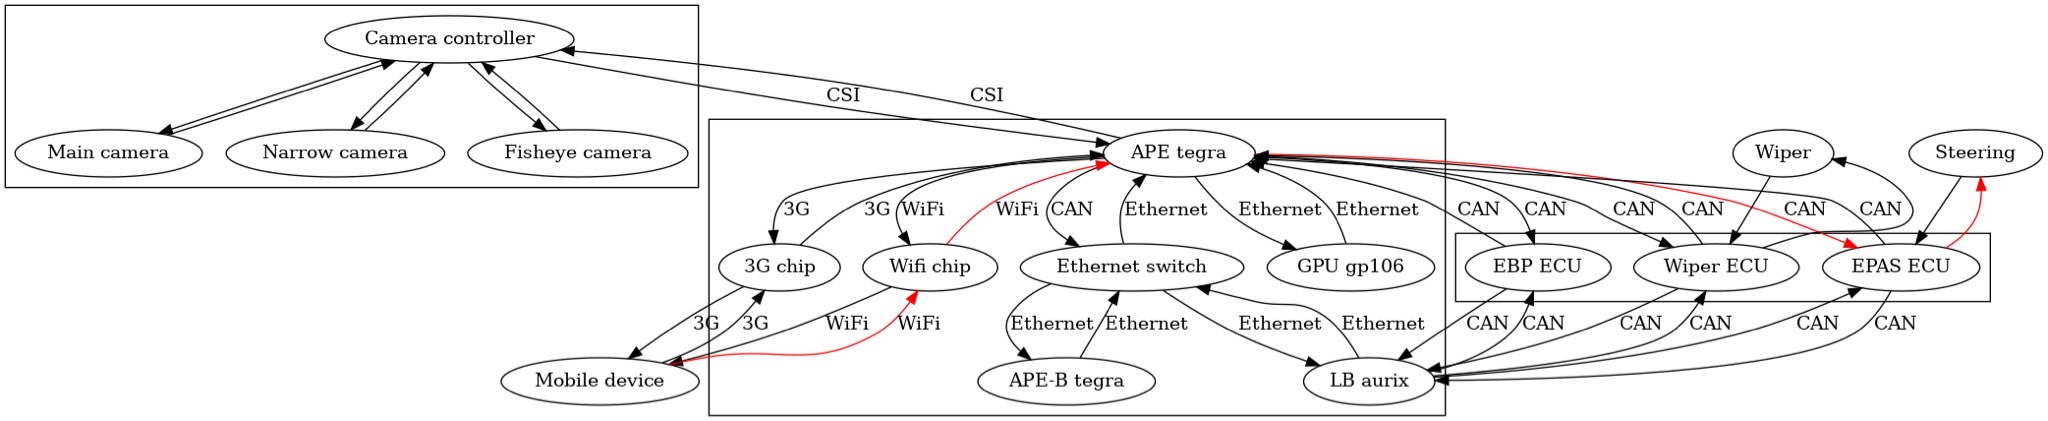 Camera controller
CSI
CSI
Main camera
Narrow camera
Fisheye camera
APE tegra
Wiper
Steering
3G
3G
WiFi
WiFi
CAN
Ethernet
Ethernet
Ethernet
CAN
CAN
CAN
CAN
CAN
CAN
3G chip
Wifi chip
Ethernet switch
GPU gp106
EBP ECU
Wiper ECU
EPAS ECU
3G
3G
WiFi
WiFi
Ethernet
Ethernet
Ethernet
Ethernet
CAN
CAN
CAN
CAN
CAN
CAN
Mobile device
APE-B tegra
LB aurix